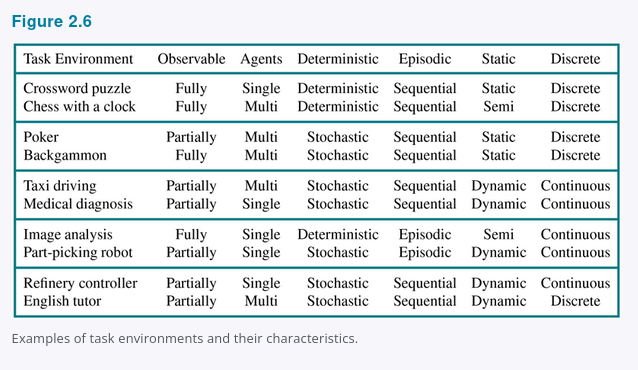 Figure 2.6
Task Environment Observable Agents Deterministic Episodic Static Discrete
Crossword puzzle Fully Single Deterministic Sequential Static Discrete
Chess with a clock Fully Multi Deterministic Sequential Semi Discrete
Poker Partially Multi Stochastic Sequential Static Discrete
Backgammon Fully Multi Stochastic Sequential Static Discrete
Taxi driving Partially Multi Stochastic Sequential Dynamic Continuous
Medical diagnosis Partially Single Stochastic Sequential Dynamic Continuous
Image analysis Fully Single Deterministic Episodic Semi Continuous
Part-picking robot Partially Single Stochastic Episodic Dynamic Continuous
Refinery controller Partially Single Stochastic Sequential Dynamic Continuous
English tutor Partially Multi Stochastic Sequential Dynamic Discrete
Examples of task environments and their characteristics.